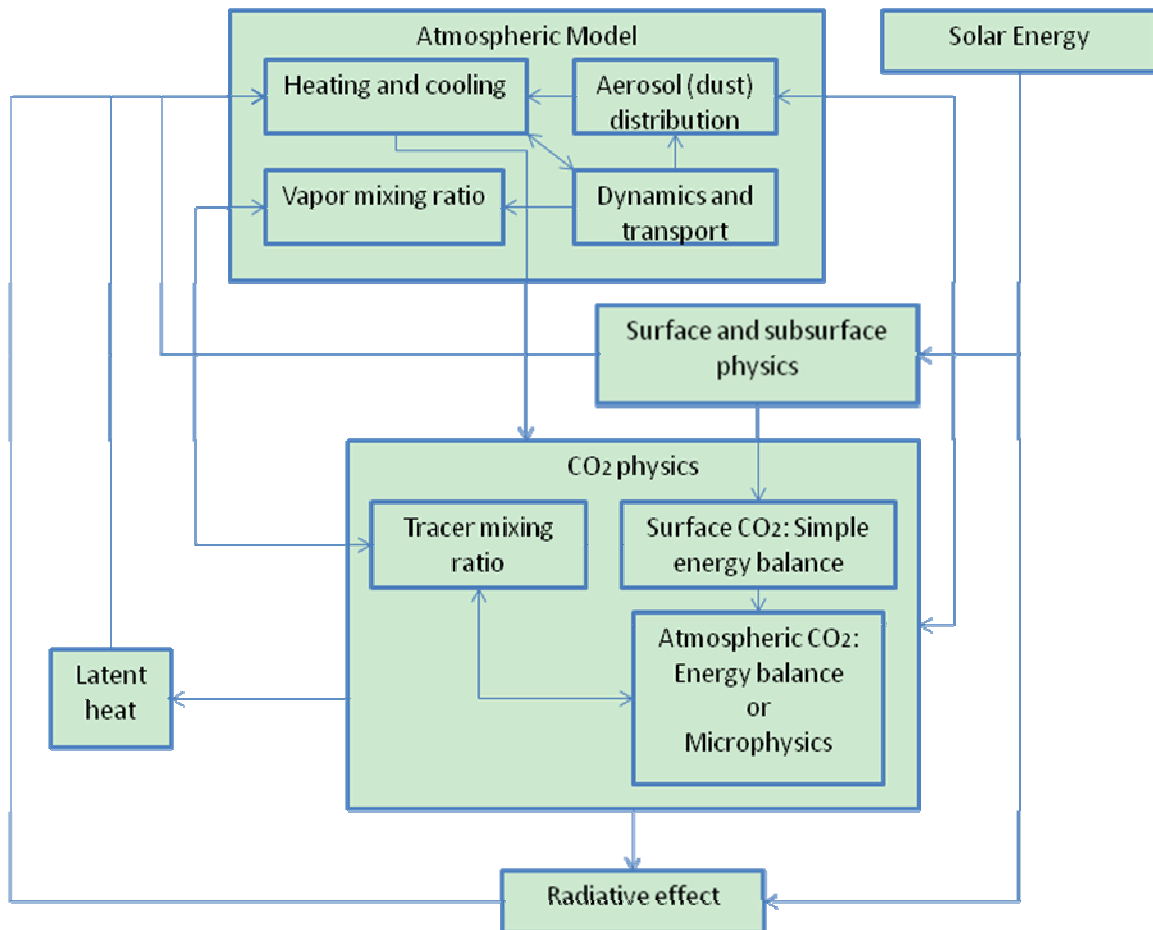 Atmospheric Model
Solar Energy
Heating and cooling
Aerosol (dust)
distribution
Vapor mixing ratio
Dynamics and
transport
Surface and subsurface
physics
CO₂ physics
Tracer mixing
ratio
Surface CO₂: Simple
energy balance
Atmospheric CO₂:
Energy balance
or
Microphysics
Latent
heat
Radiative effect